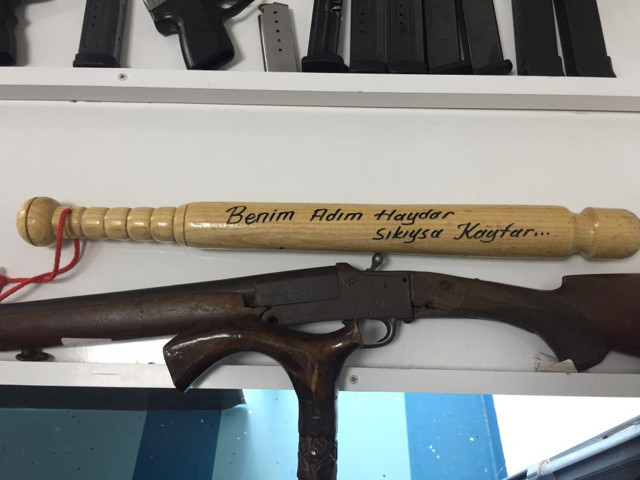 Benim Adım Haydar
sıkıysa Kaytar...